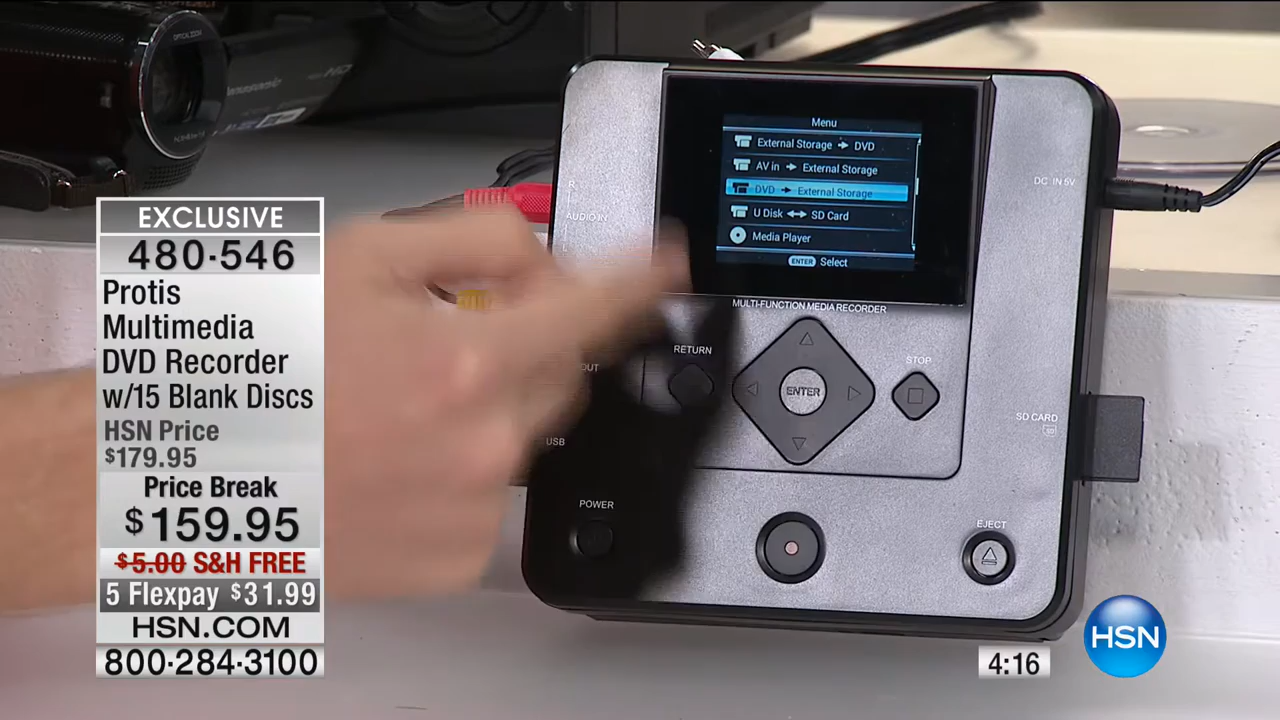 EXCLUSIVE
480-546
Protis
Multimedia
DVD Recorder
w/15 Blank Discs
HSN Price
$179.95
Price Break
$159.95
$5.00 S&H FREE
5 Flexpay $31.99
HSN.COM
800-284-3100
OPTICAL ZOOM
Menu
External Storage → DVD
AV in → External Storage
DVD → External Storage
U Disk ↔ SD Card
Media Player
ENTER Select
MULTI-FUNCTION MEDIA RECORDER
R
AUDIO IN
L
DC IN 5V
RETURN
ENTER
STOP
OUT
USB
SD CARD
POWER
EJECT
HSN
4:16